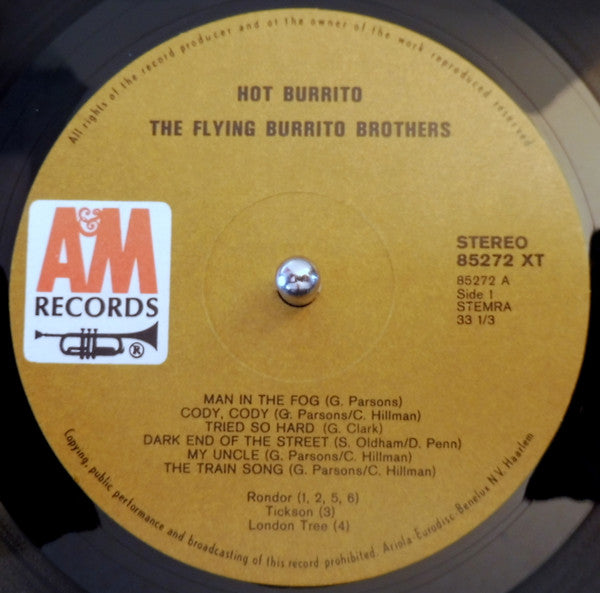 All rights of the record producer and of the owner of the work reproduced reserved
HOT BURRITO
THE FLYING BURRITO BROTHERS
A&M
RECORDS
®
STEREO
85272 XT
85272 A
Side 1
STEMRA
33 1/3
MAN IN THE FOG (G. Parsons)
CODY, CODY (G. Parsons/C. Hillman)
TRIED SO HARD (G. Clark)
DARK END OF THE STREET (S. Oldham/D. Penn)
MY UNCLE (G. Parsons/C. Hillman)
THE TRAIN SONG (G. Parsons/C. Hillman)
Rondor (1, 2, 5, 6)
Tickson (3)
London Tree (4)
Copying, public performance and broadcasting of this record prohibited. Ariola Eurodisc Benelux N.V. Haarlem